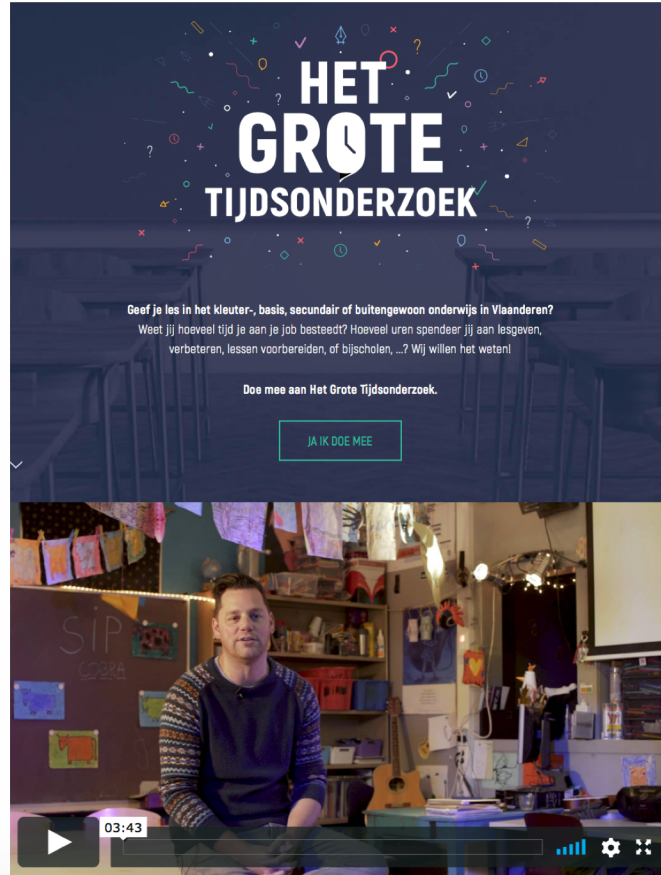 HET
GROTE
TIJDSONDERZOEK
Geef je les in het kleuter-, basis, secundair of buitengewoon onderwijs in Vlaanderen?
Weet jij hoeveel tijd je aan je job besteedt? Hoeveel uren spendeer jij aan lesgeven,
verbeteren, lessen voorbereiden, of bijscholen, ...? Wij willen het weten!
Doe mee aan Het Grote Tijdsonderzoek.
JA IK DOE MEE
SIP
COBRA
03:43